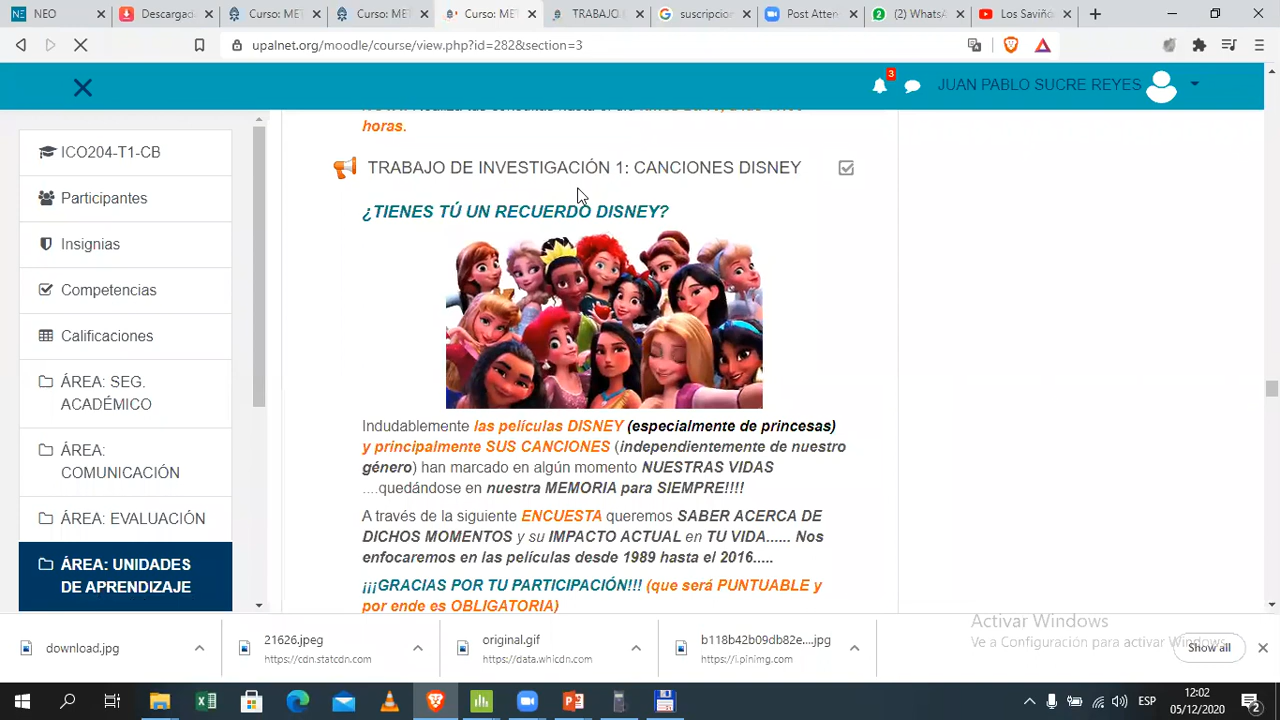 NEO
Descargad
Curso: ME
Curso: ME
Curso: ME
TRABAJO
suscripcion
Post Atten
(2) WhatsA
Los Saviño
upalnet.org/moodle/course/view.php?id=282&section=3
3
JUAN PABLO SUCRE REYES
ICO204-T1-CB
Participantes
Insignias
Competencias
Calificaciones
ÁREA: SEG.
ACADÉMICO
ÁREA:
COMUNICACIÓN
ÁREA: EVALUACIÓN
ÁREA: UNIDADES
DE APRENDIZAJE
horas.
TRABAJO DE INVESTIGACIÓN 1: CANCIONES DISNEY
¿TIENES TÚ UN RECUERDO DISNEY?
Indudablemente las películas DISNEY (especialmente de princesas)
y principalmente SUS CANCIONES (independientemente de nuestro
género) han marcado en algún momento NUESTRAS VIDAS
....quedándose en nuestra MEMORIA para SIEMPRE!!!!
A través de la siguiente ENCUESTA queremos SABER ACERCA DE
DICHOS MOMENTOS y su IMPACTO ACTUAL en TU VIDA...... Nos
enfocaremos en las películas desde 1989 hasta el 2016.....
¡¡¡GRACIAS POR TU PARTICIPACIÓN!!! (que será PUNTUABLE y
por ende es OBLIGATORIA)
Activar Windows
Ve a Configuración para activar Windows.
download.jpg
21626.jpeg
https://cdn.statcdn.com
original.gif
https://data.whicdn.com
b118b42b09db82e....jpg
https://i.pinimg.com
Show all
ESP
12:02
05/12/2020
2